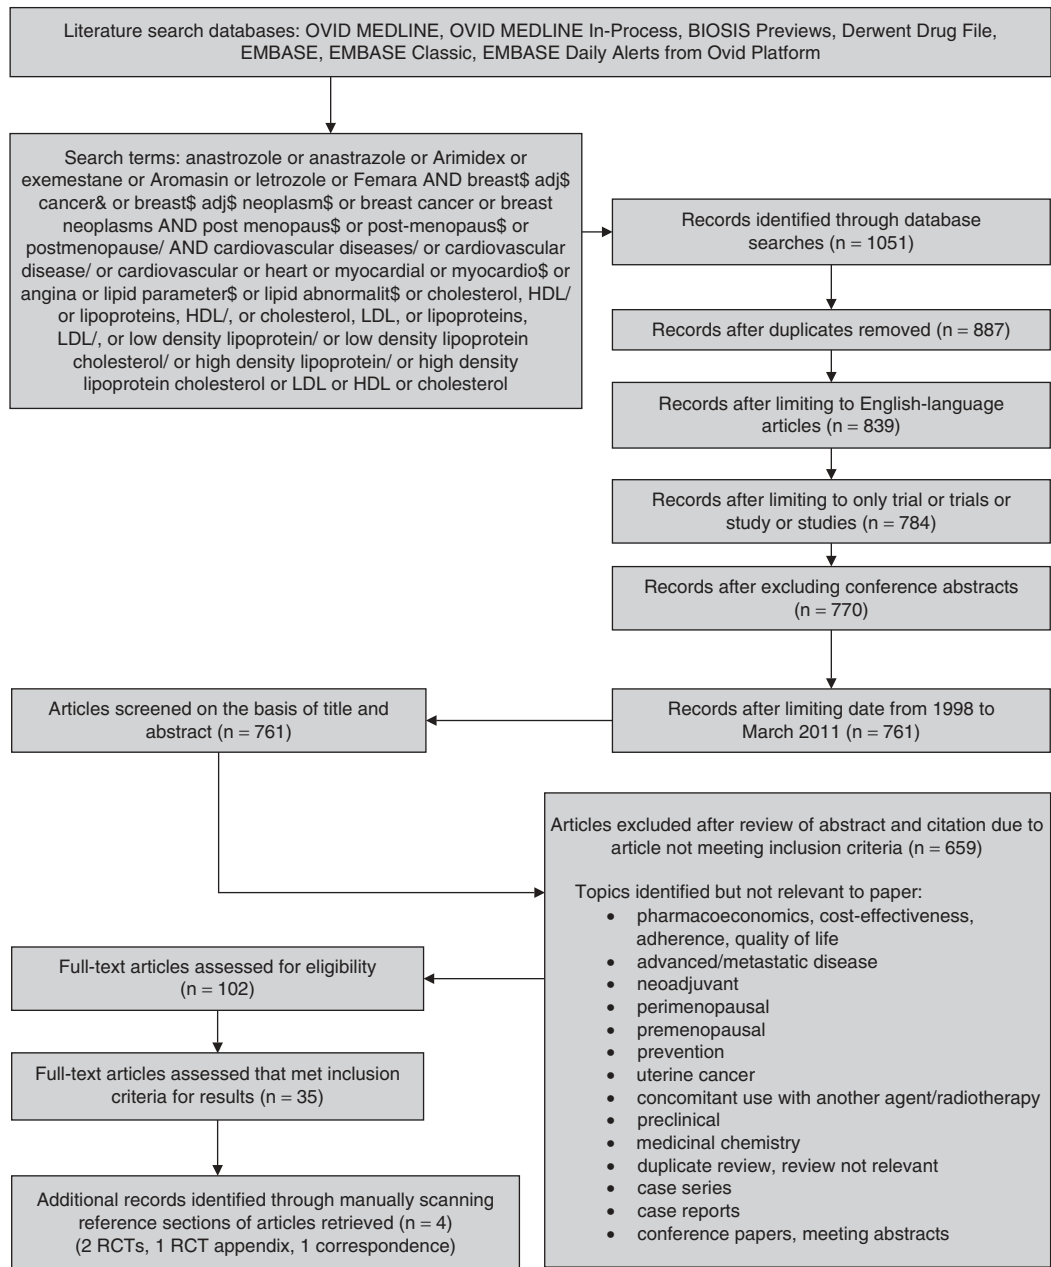 Literature search databases: OVID MEDLINE, OVID MEDLINE In-Process, BIOSIS Previews, Derwent Drug File,
EMBASE, EMBASE Classic, EMBASE Daily Alerts from Ovid Platform
Search terms: anastrozole or anastrazole or Arimidex or
exemestane or Aromasin or letrozole or Femara AND breast$ adj$
cancer& or breast$ adj$ neoplasm$ or breast cancer or breast
neoplasms AND post menopaus$ or post-menopaus$ or
postmenopause/ AND cardiovascular diseases/ or cardiovascular
disease/ or cardiovascular or heart or myocardial or myocardio$ or
angina or lipid parameter$ or lipid abnormalit$ or cholesterol, HDL/
or lipoproteins, HDL/, or cholesterol, LDL, or lipoproteins,
LDL/, or low density lipoprotein/ or low density lipoprotein
cholesterol/ or high density lipoprotein/ or high density
lipoprotein cholesterol or LDL or HDL or cholesterol
Records identified through database
searches (n = 1051)
Records after duplicates removed (n = 887)
Records after limiting to English-language
articles (n = 839)
Records after limiting to only trial or trials or
study or studies (n = 784)
Records after excluding conference abstracts
(n = 770)
Records after limiting date from 1998 to
March 2011 (n = 761)
Articles screened on the basis of title and
abstract (n = 761)
Articles excluded after review of abstract and citation due to
article not meeting inclusion criteria (n = 659)
Topics identified but not relevant to paper:
• pharmacoeconomics, cost-effectiveness,
adherence, quality of life
• advanced/metastatic disease
• neoadjuvant
• perimenopausal
• premenopausal
• prevention
• uterine cancer
• concomitant use with another agent/radiotherapy
• preclinical
• medicinal chemistry
• duplicate review, review not relevant
• case series
• case reports
• conference papers, meeting abstracts
Full-text articles assessed for eligibility
(n = 102)
Full-text articles assessed that met inclusion
criteria for results (n = 35)
Additional records identified through manually scanning
reference sections of articles retrieved (n = 4)
(2 RCTs, 1 RCT appendix, 1 correspondence)